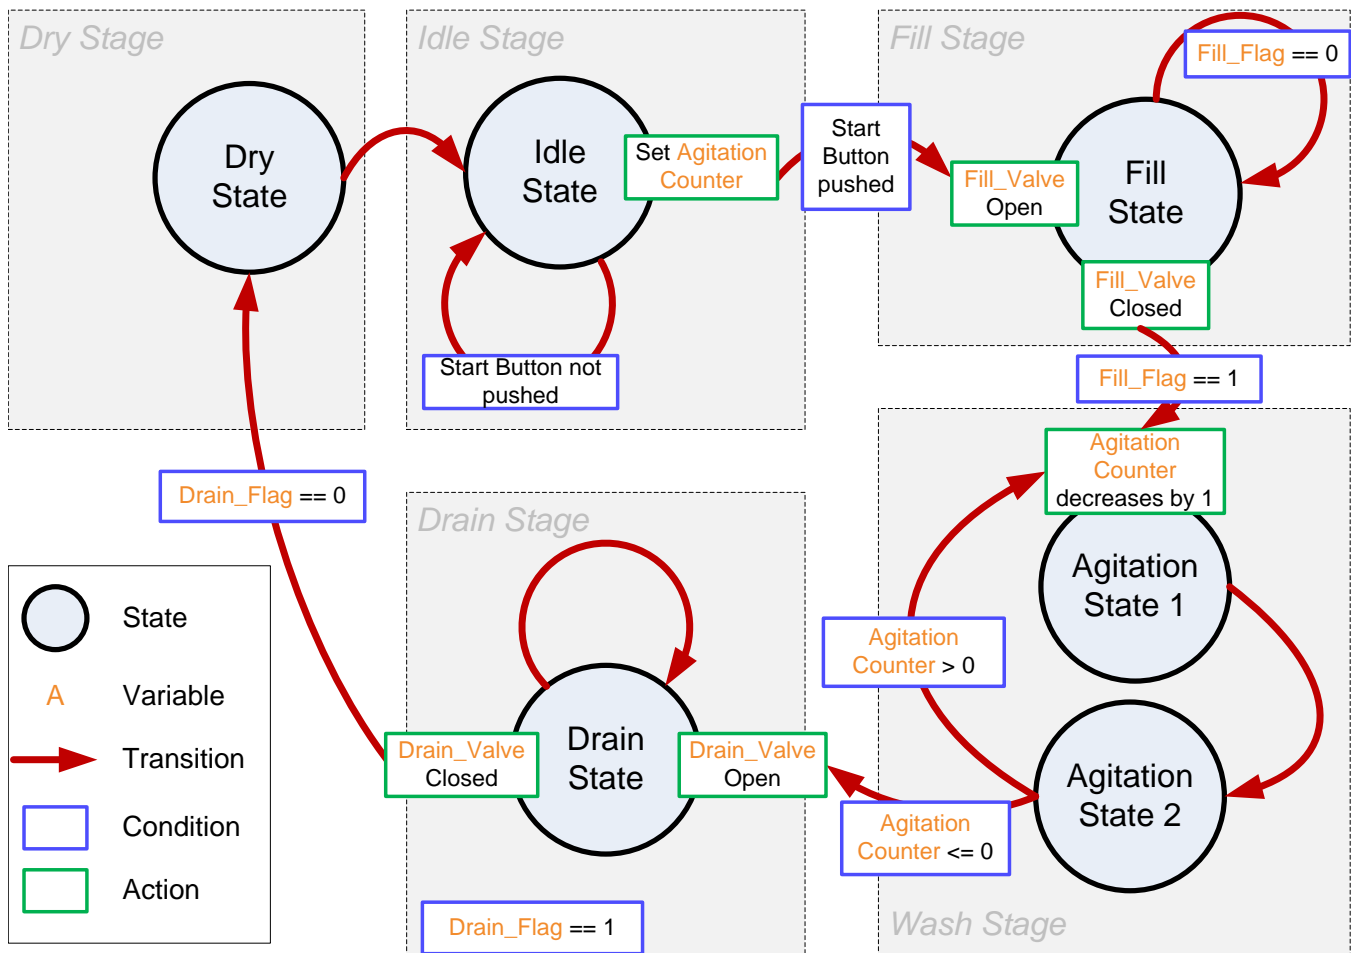 Dry Stage
Dry
State
Idle Stage
Idle
State
Set Agitation
Counter
Start Button not
pushed
Start
Button
pushed
Fill Stage
Fill_Flag == 0
Fill_Valve
Open
Fill
State
Fill_Valve
Closed
Fill_Flag == 1
Agitation
Counter
decreases by 1
Agitation
State 1
Agitation
Counter > 0
Agitation
State 2
Agitation
Counter <= 0
Wash Stage
Drain Stage
Drain_Valve
Open
Drain
State
Drain_Valve
Closed
Drain_Flag == 1
Drain_Flag == 0
State
A
Variable
Transition
Condition
Action